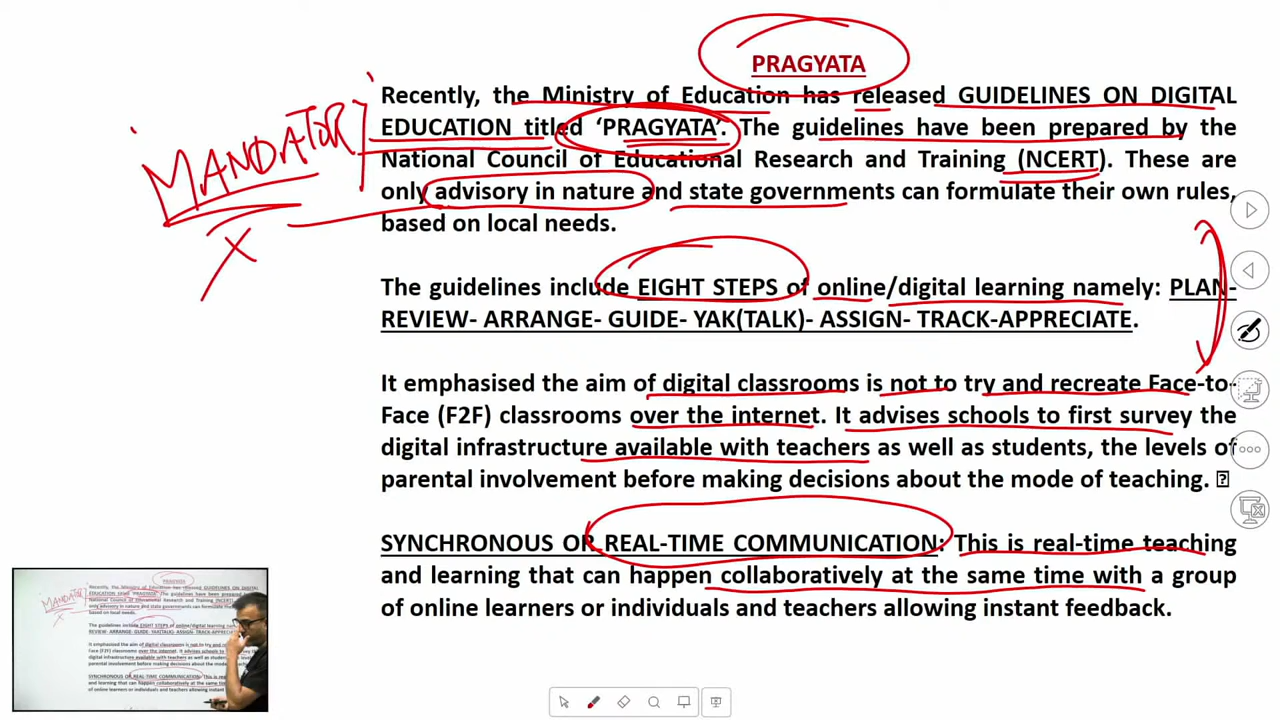 PRAGYATA
Recently, the Ministry of Education has released GUIDELINES ON DIGITAL
EDUCATION titled ‘PRAGYATA’. The guidelines have been prepared by the
National Council of Educational Research and Training (NCERT). These are
only advisory in nature and state governments can formulate their own rules,
based on local needs.
MANDATORY
X
The guidelines include EIGHT STEPS of online/digital learning namely: PLAN-
REVIEW- ARRANGE- GUIDE- YAK(TALK)- ASSIGN- TRACK-APPRECIATE.
It emphasised the aim of digital classrooms is not to try and recreate Face-to-
Face (F2F) classrooms over the internet. It advises schools to first survey the
digital infrastructure available with teachers as well as students, the levels of
parental involvement before making decisions about the mode of teaching.
SYNCHRONOUS OR REAL-TIME COMMUNICATION: This is real-time teaching
and learning that can happen collaboratively at the same time with a group
of online learners or individuals and teachers allowing instant feedback.